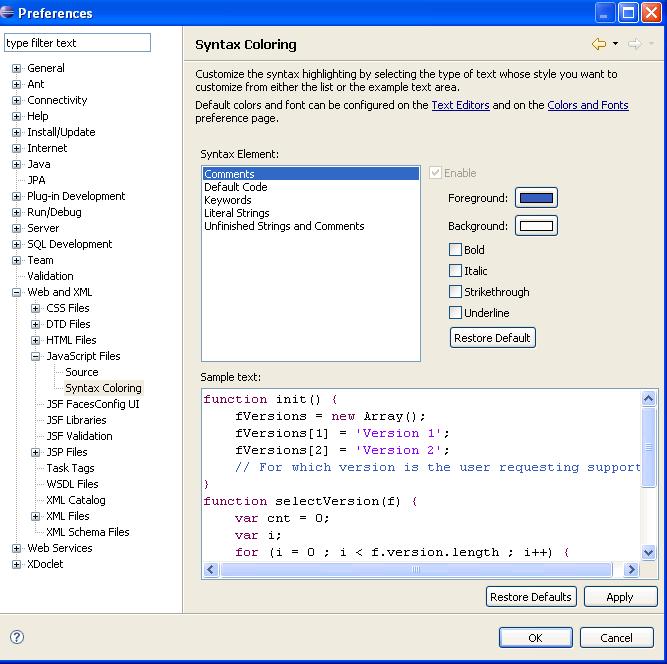 Preferences
type filter text
General
Ant
Connectivity
Help
Install/Update
Internet
Java
JPA
Plug-in Development
Run/Debug
Server
SQL Development
Team
Validation
Web and XML
CSS Files
DTD Files
HTML Files
JavaScript Files
Source
Syntax Coloring
JSF FacesConfig UI
JSF Libraries
JSF Validation
JSP Files
Task Tags
WSDL Files
XML Catalog
XML Files
XML Schema Files
Web Services
XDoclet
Syntax Coloring
Customize the syntax highlighting by selecting the type of text whose style you want to
customize from either the list or the example text area.
Default colors and font can be configured on the Text Editors and on the Colors and Fonts
preference page.
Syntax Element:
Comments
Default Code
Keywords
Literal Strings
Unfinished Strings and Comments
Enable
Foreground:
Background:
Bold
Italic
Strikethrough
Underline
Restore Default
Sample text:
function init() {
fVersions = new Array();
fVersions[1] = 'Version 1';
fVersions[2] = 'Version 2';
// For which version is the user requesting support
}
function selectVersion(f) {
var cnt = 0;
var i;
for (i = 0 ; i < f.version.length ; i++) {
Restore Defaults
Apply
?
OK
Cancel